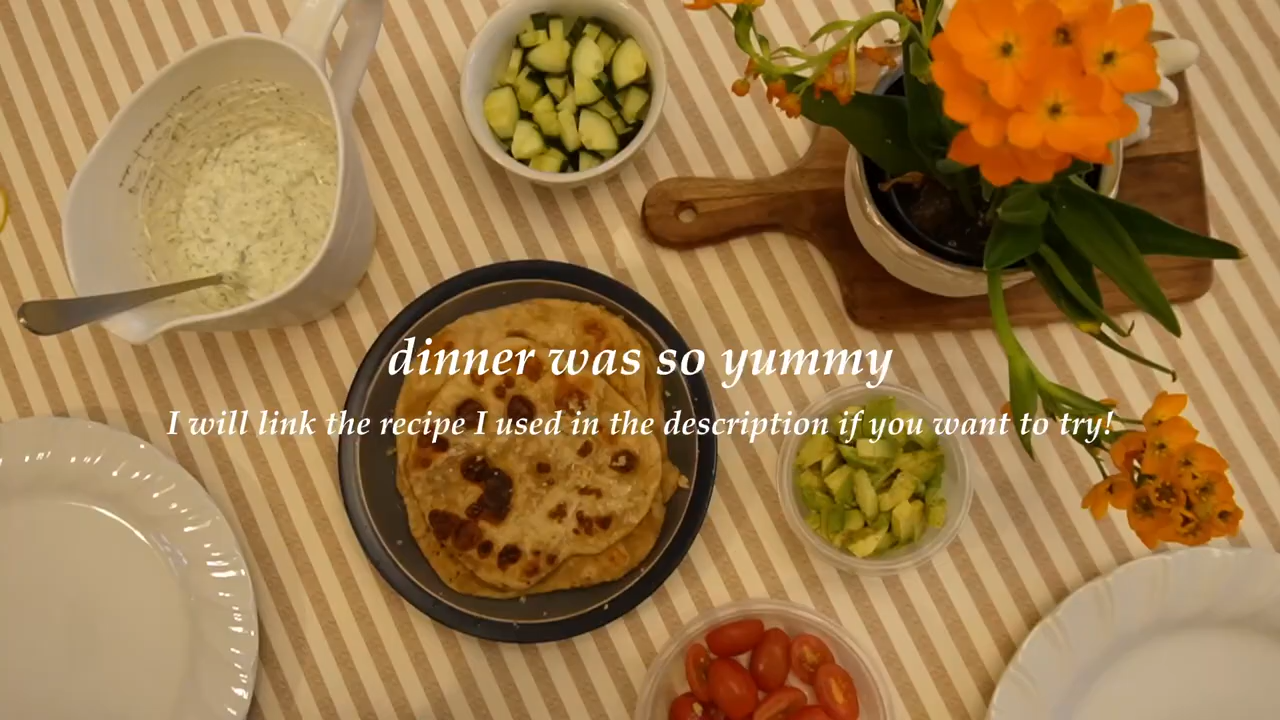 dinner was so yummy
I will link the recipe I used in the description if you want to try!